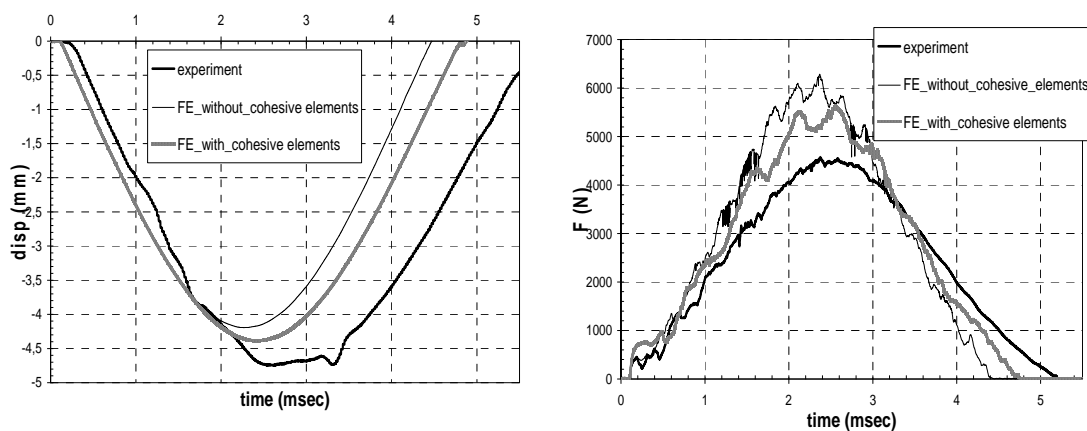 0 1 2 3 4 5
0
-0,5
-1
-1,5
-2
-2,5
-3
-3,5
-4
-4,5
-5
disp (mm)
experiment
FE_without_cohesive elements
FE_with_cohesive elements
time (msec)
7000
6000
5000
4000
3000
2000
1000
0
F (N)
experiment
FE_without_cohesive_elements
FE_with_cohesive elements
0 1 2 3 4 5
time (msec)